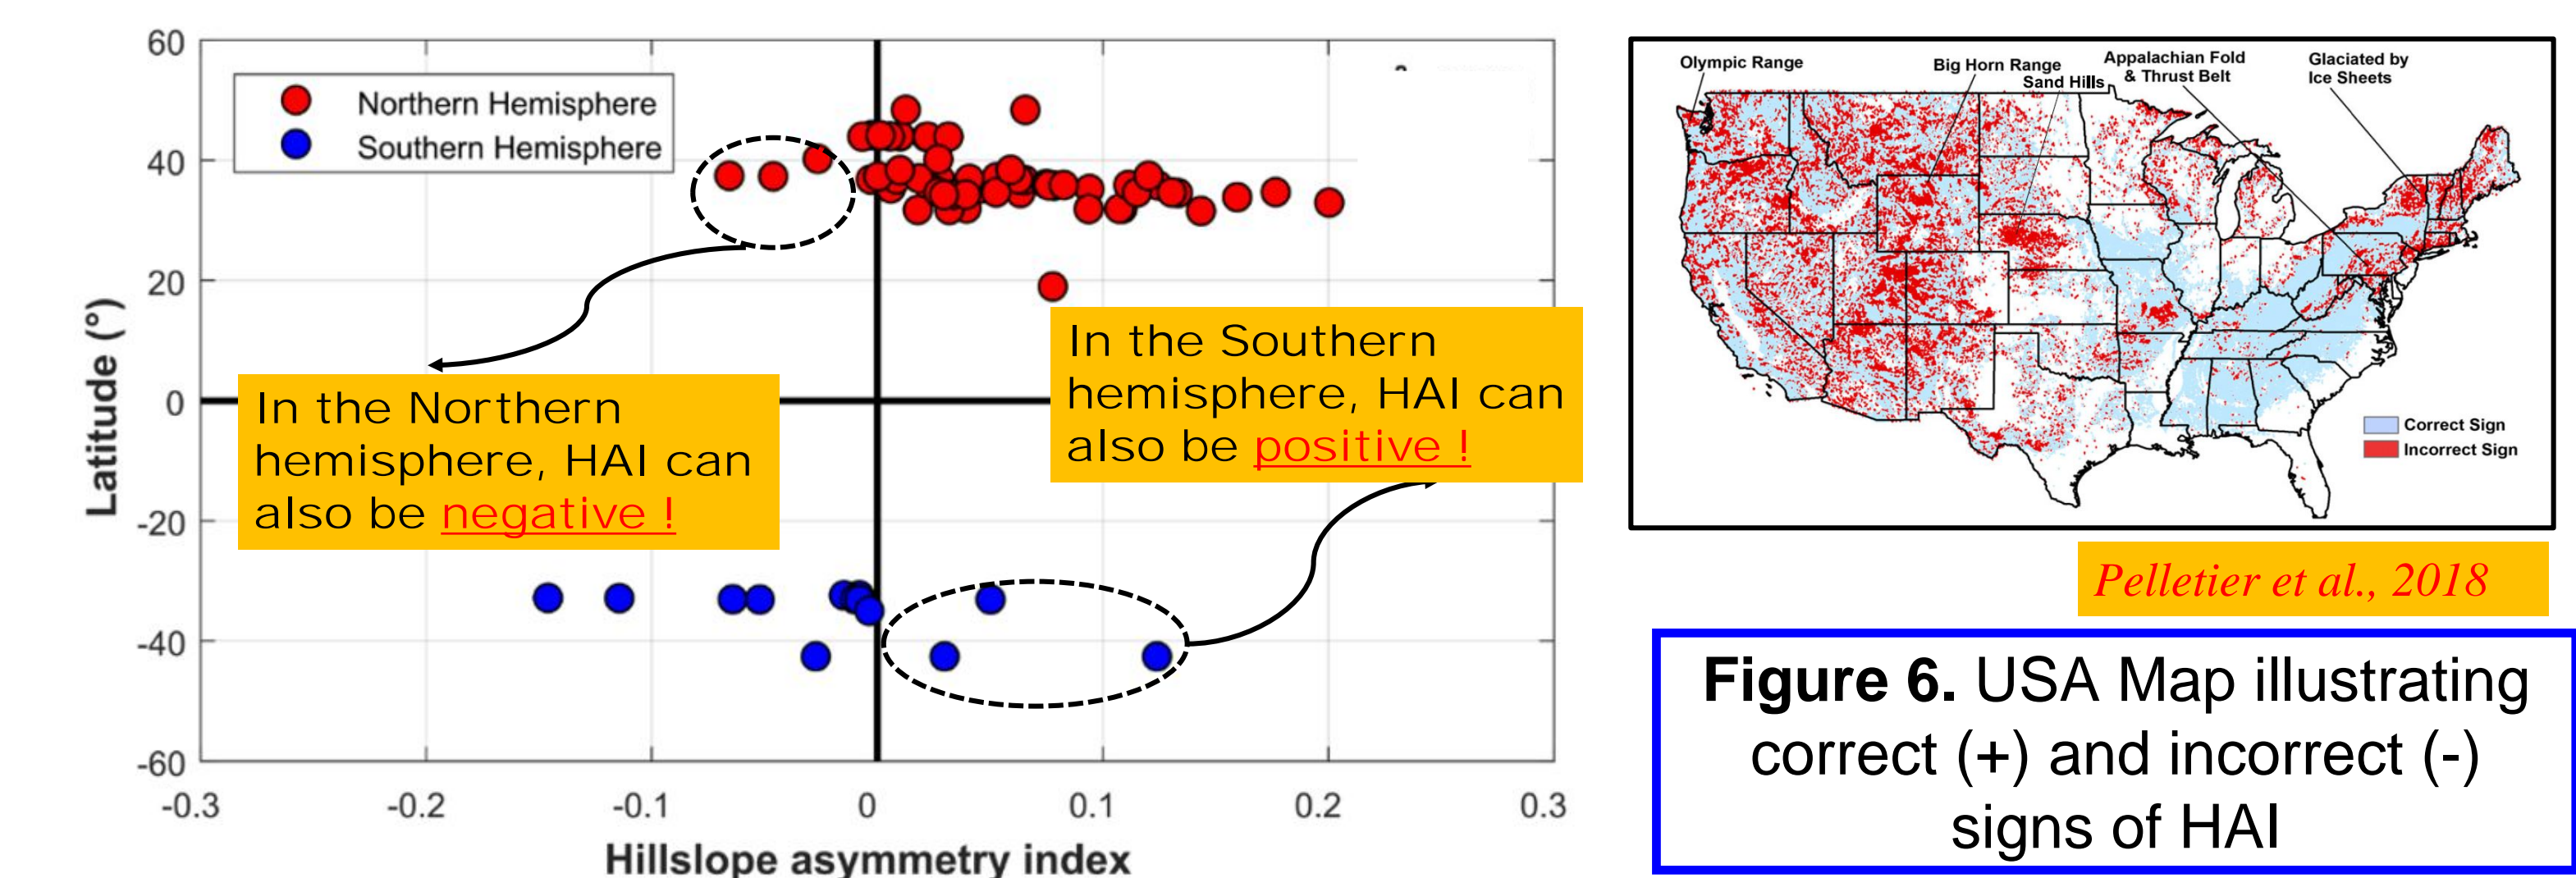 60
40
20
0
-20
-40
-60
Latitude (°)
Northern Hemisphere
Southern Hemisphere
In the Northern
hemisphere, HAI can
also be negative !
In the Southern
hemisphere, HAI can
also be positive !
-0.3
-0.2
-0.1
0
0.1
0.2
0.3
Hillslope asymmetry index
Olympic Range
Big Horn Range
Sand Hills
Appalachian Fold
& Thrust Belt
Glaciated by
Ice Sheets
Correct Sign
Incorrect Sign
Pelletier et al., 2018
Figure 6. USA Map illustrating
correct (+) and incorrect (-)
signs of HAI